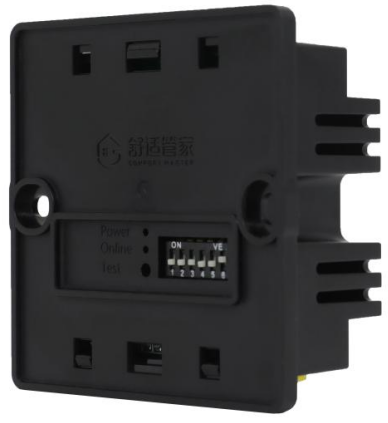 舒适管家
COMFORT MASTER
Power
Online
Test
ON VE
1 2 3 4 5 6